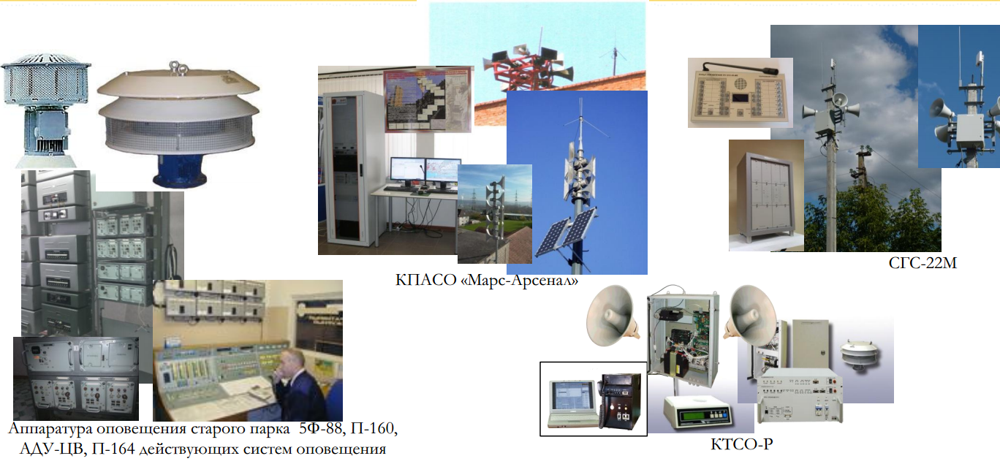 КПАСО «Марс-Арсенал»
СГС-22М
Аппаратура оповещения старого парка 5Ф-88, П-160,
АДУ-ЦВ, П-164 действующих систем оповещения
КТСО-Р